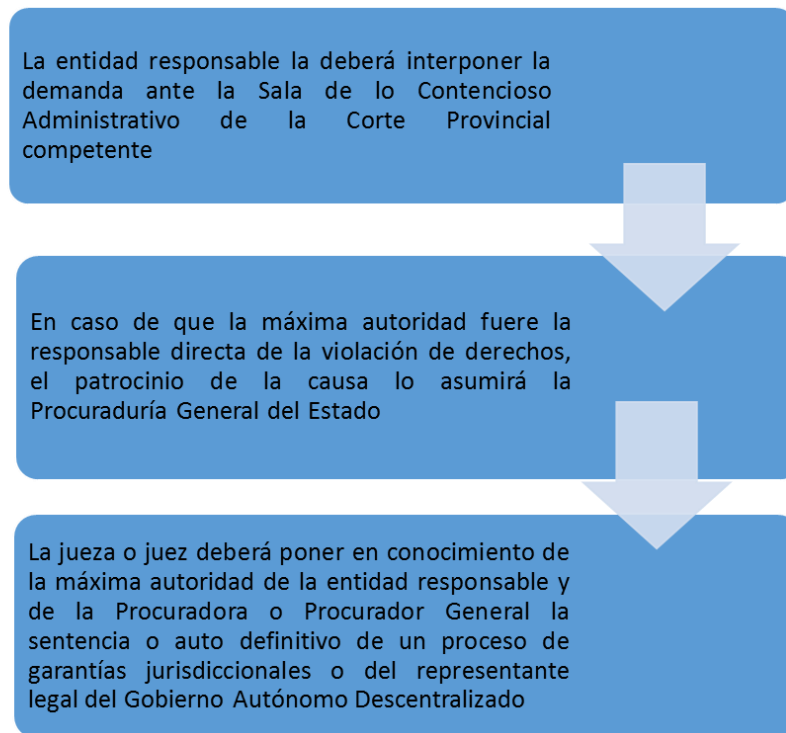 La entidad responsable la deberá interponer la
demanda ante la Sala de lo Contencioso
Administrativo de la Corte Provincial
competente
En caso de que la máxima autoridad fuere la
responsable directa de la violación de derechos,
el patrocinio de la causa lo asumirá la
Procuraduría General del Estado
La jueza o juez deberá poner en conocimiento de
la máxima autoridad de la entidad responsable y
de la Procuradora o Procurador General la
sentencia o auto definitivo de un proceso de
garantías jurisdiccionales o del representante
legal del Gobierno Autónomo Descentralizado